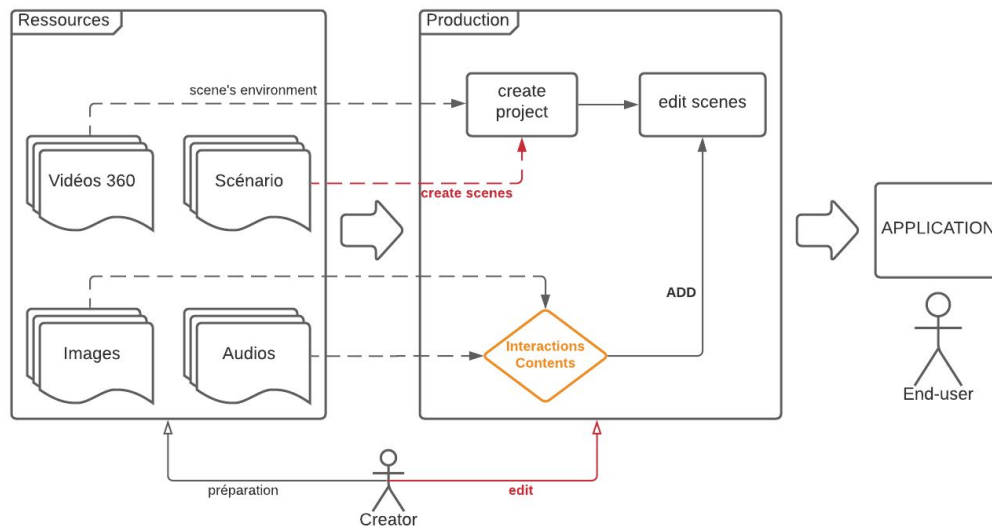 Ressources
Production
scene's environment
create
project
edit scenes
Vidéos 360
Scénario
create scenes
APPLICATION
ADD
Images
Audios
Interactions
Contents
End-user
préparation
edit
Creator